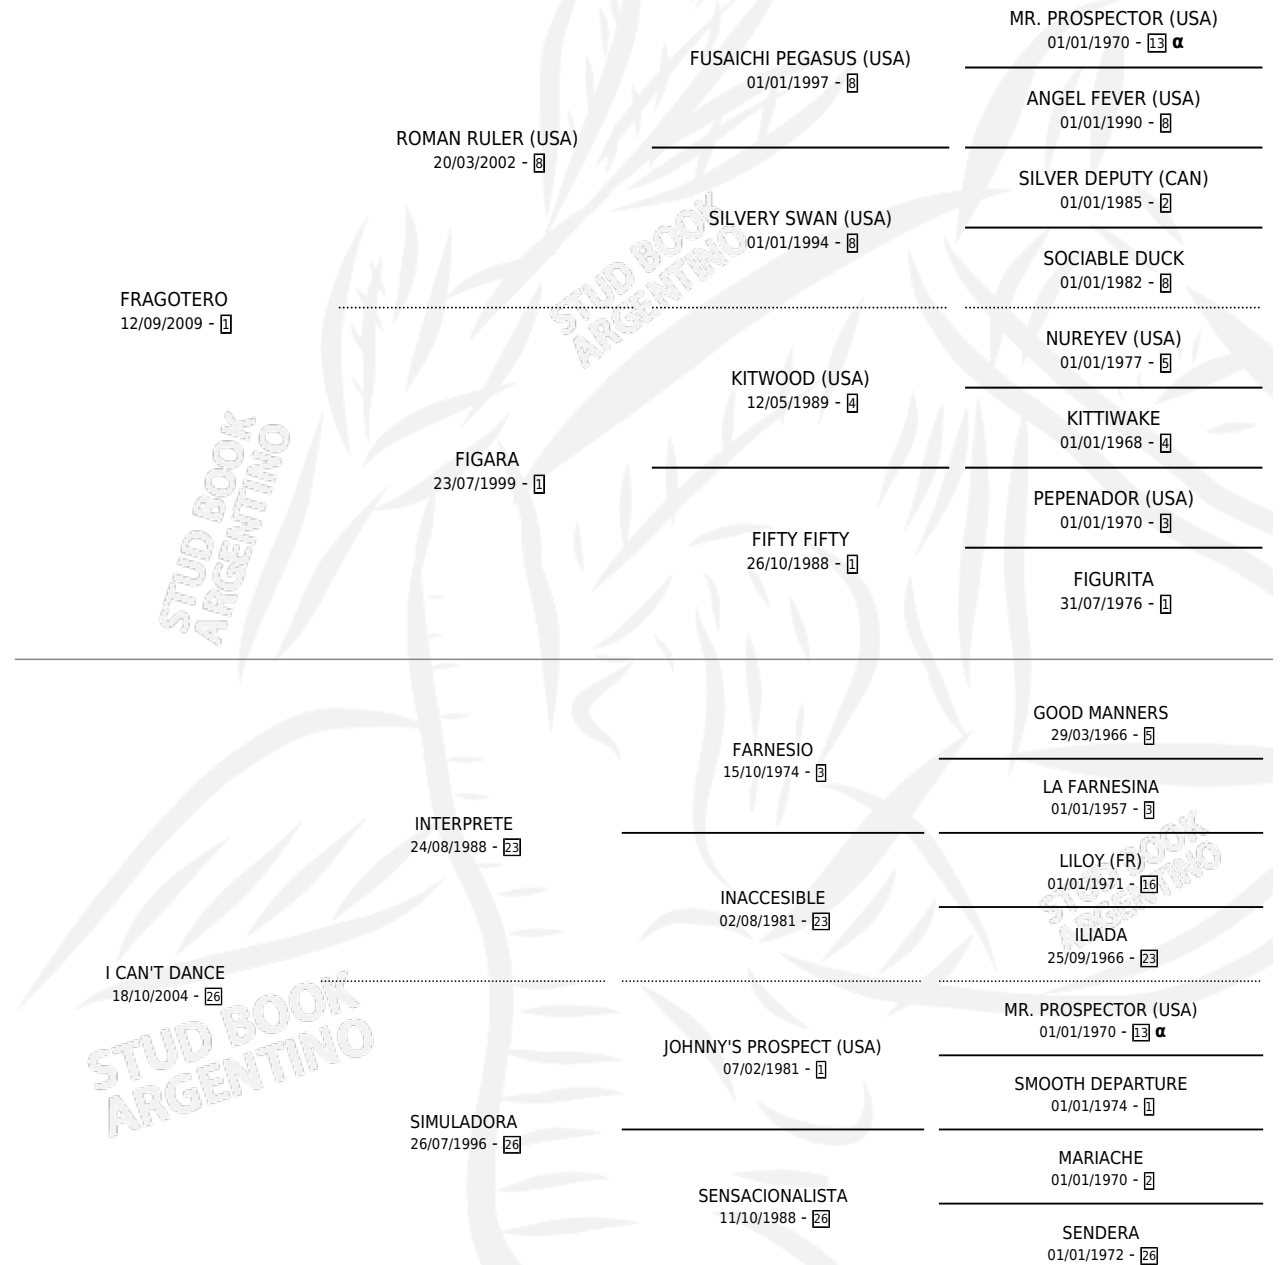 MR. PROSPECTOR (USA)
01/01/1970 - 13 α
FUSAICHI PEGASUS (USA)
01/01/1997 - 8
ANGEL FEVER (USA)
01/01/1990 - 8
ROMAN RULER (USA)
20/03/2002 - 8
SILVER DEPUTY (CAN)
01/01/1985 - 2
SILVERY SWAN (USA)
01/01/1994 - 8
SOCIABLE DUCK
01/01/1982 - 8
FRAGOTERO
12/09/2009 - 1
NUREYEV (USA)
01/01/1977 - 5
KITWOOD (USA)
12/05/1989 - 4
KITTIWAKE
01/01/1968 - 4
FIGARA
23/07/1999 - 1
PEPENADOR (USA)
01/01/1970 - 3
FIFTY FIFTY
26/10/1988 - 1
FIGURITA
31/07/1976 - 1
GOOD MANNERS
29/03/1966 - 5
FARNESIO
15/10/1974 - 3
LA FARNESINA
01/01/1957 - 3
INTERPRETE
24/08/1988 - 23
LILOY (FR)
01/01/1971 - 16
INACCESIBLE
02/08/1981 - 23
ILIADA
25/09/1966 - 23
I CAN'T DANCE
18/10/2004 - 26
MR. PROSPECTOR (USA)
01/01/1970 - 13 α
JOHNNY'S PROSPECT (USA)
07/02/1981 - 1
SMOOTH DEPARTURE
01/01/1974 - 1
SIMULADORA
26/07/1996 - 26
MARIACHE
01/01/1970 - 2
SENSACIONALISTA
11/10/1988 - 26
SENDERA
01/01/1972 - 26
STUD BOOK
ARGENTINO
STUD BOOK
ARGENTINO
STUD BOOK
ARGENTINO
STUD BOOK
ARGENTINO